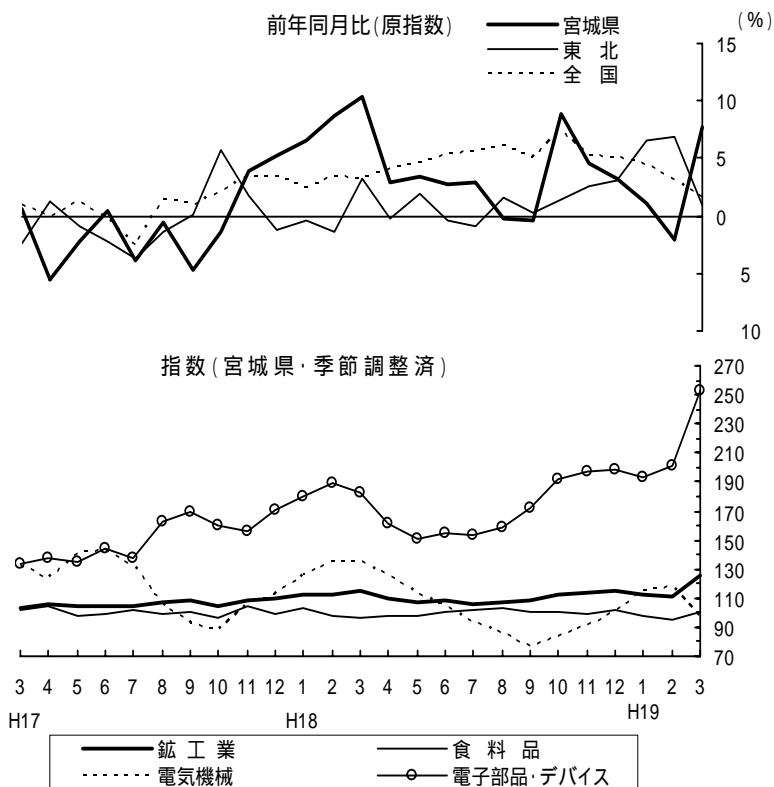 前年同月比(原指数)
(%)
宮城県
東 北
全 国
15
10
5
0
5
10
指数(宮城県・季節調整済)
270
250
230
210
190
170
150
130
110
90
70
3 4 5 6 7 8 9 10 11 12 1 2 3 4 5 6 7 8 9 10 11 12 1 2 3
H17 H18 H19
鉱 工 業 食 料 品
電気機械 電子部品・デバイス